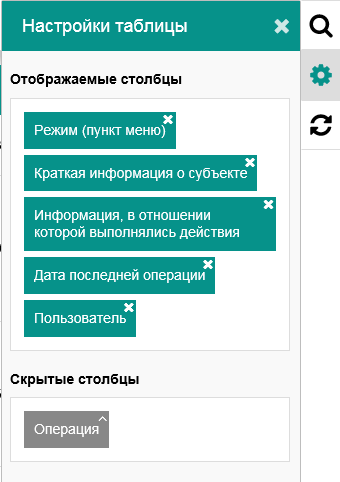 Настройки таблицы
Отображаемые столбцы
Режим (пункт меню)
Краткая информация о субъекте
Информация, в отношении
которой выполнялись действия
Дата последней операции
Пользователь
Скрытые столбцы
Операция